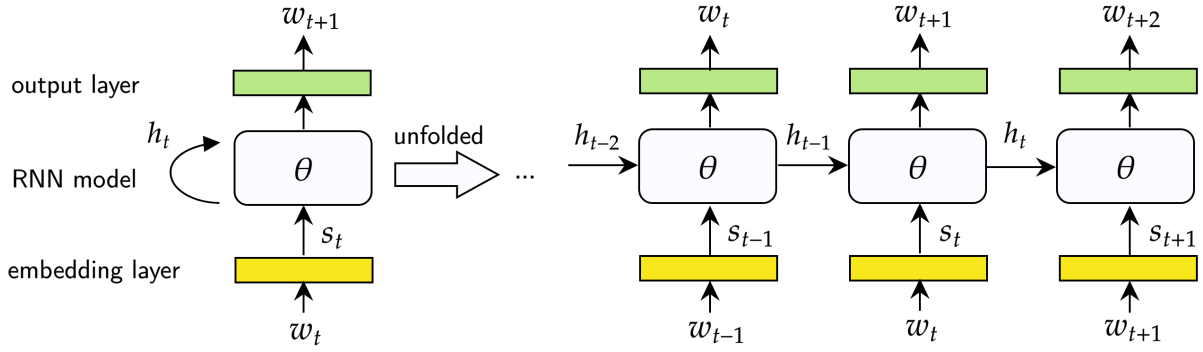 w_{t+1} w_t w_{t+1} w_{t+2}
output layer
h_t unfolded h_{t−2} h_{t−1} h_t
RNN model θ ... θ θ θ
s_t s_{t−1} s_t s_{t+1}
embedding layer
w_t w_{t−1} w_t w_{t+1}